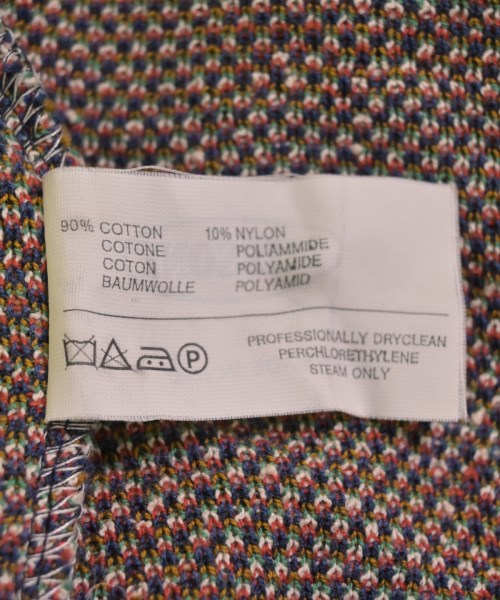 90% COTTON 10% NYLON
COTONE POLIAMMIDE
COTON POLYAMIDE
BAUMWOLLE POLYAMID
P PROFESSIONALLY DRYCLEAN
PERCHLORETHYLENE
STEAM ONLY